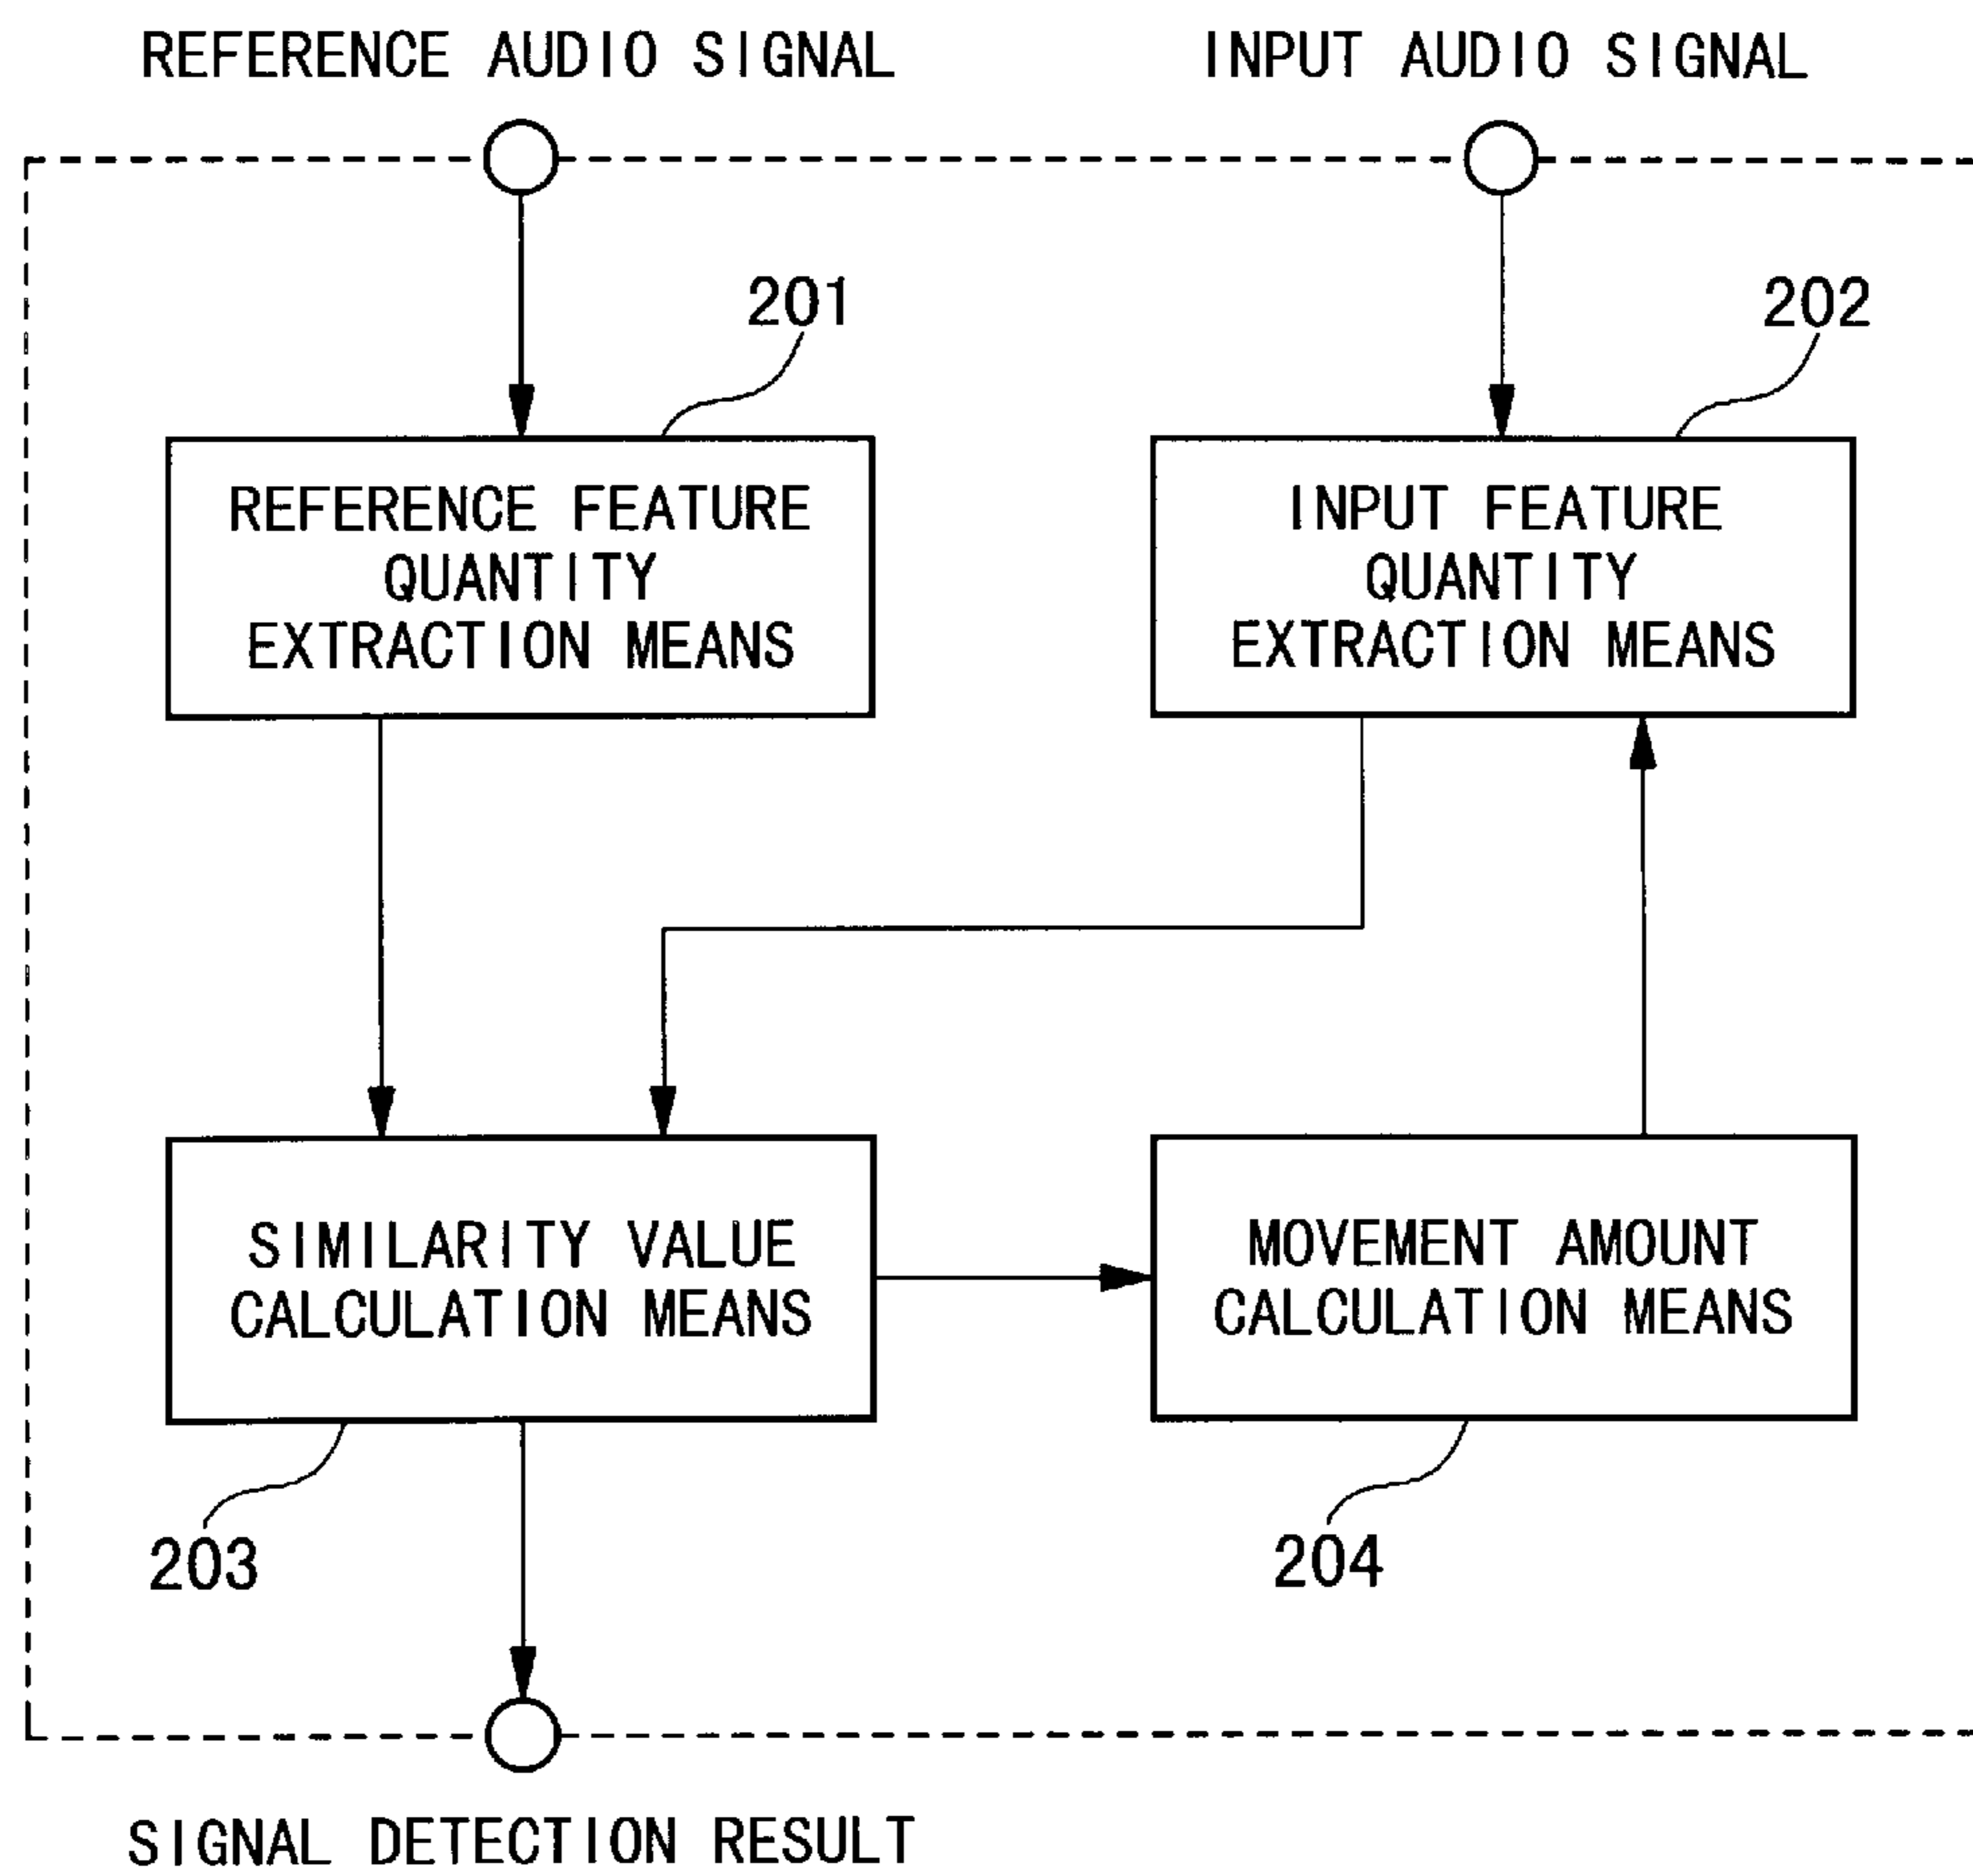 REFERENCE AUDIO SIGNAL
INPUT AUDIO SIGNAL
201
202
REFERENCE FEATURE
QUANTITY
EXTRACTION MEANS
INPUT FEATURE
QUANTITY
EXTRACTION MEANS
SIMILARITY VALUE
CALCULATION MEANS
MOVEMENT AMOUNT
CALCULATION MEANS
203
204
SIGNAL DETECTION RESULT